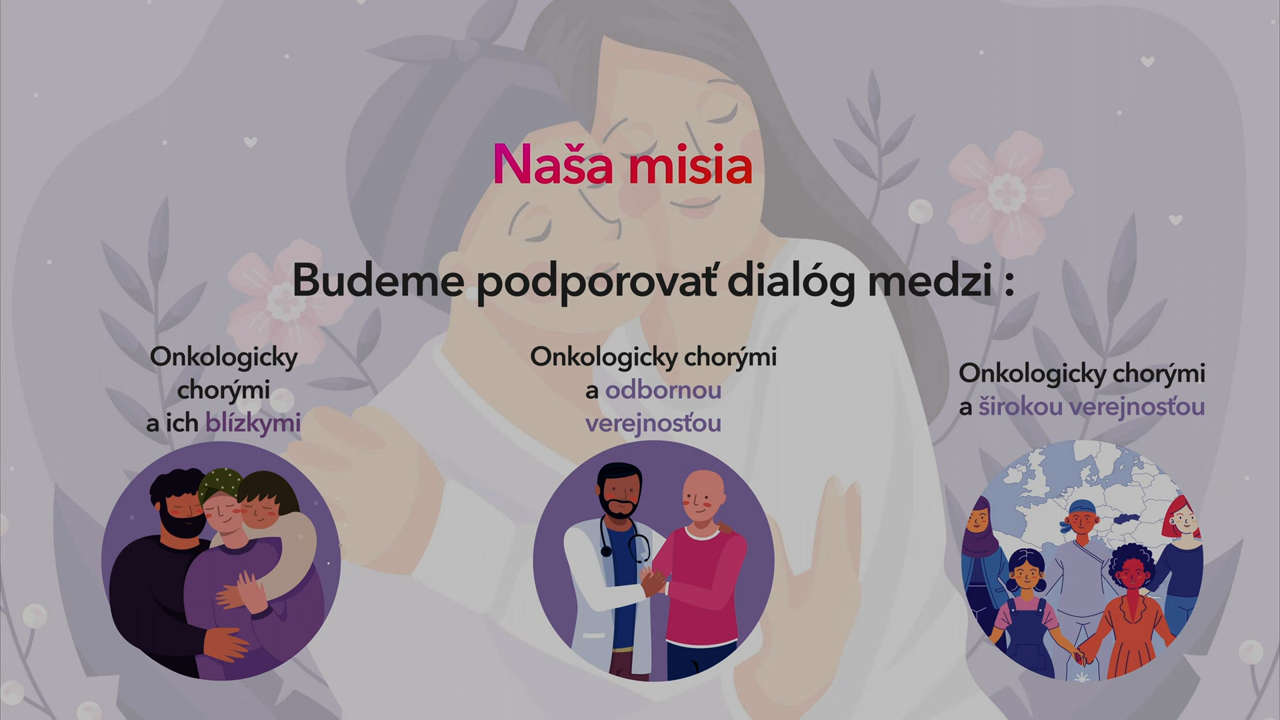 Naša misia
Budeme podporovať dialóg medzi :
Onkologicky
chorými
a ich blízkymi
Onkologicky chorými
a odbornou
verejnosťou
Onkologicky chorými
a širokou verejnosťou